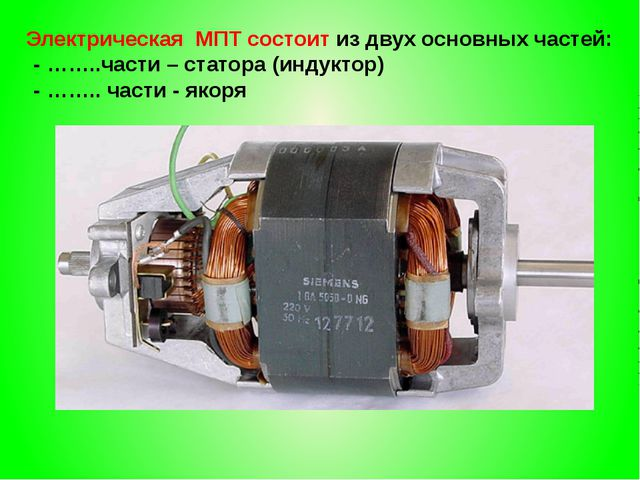 Электрическая МПТ состоит из двух основных частей:
- ……..части – статора (индуктор)
- …….. части - якоря
SIEMENS
220 V
50 Hz 127712